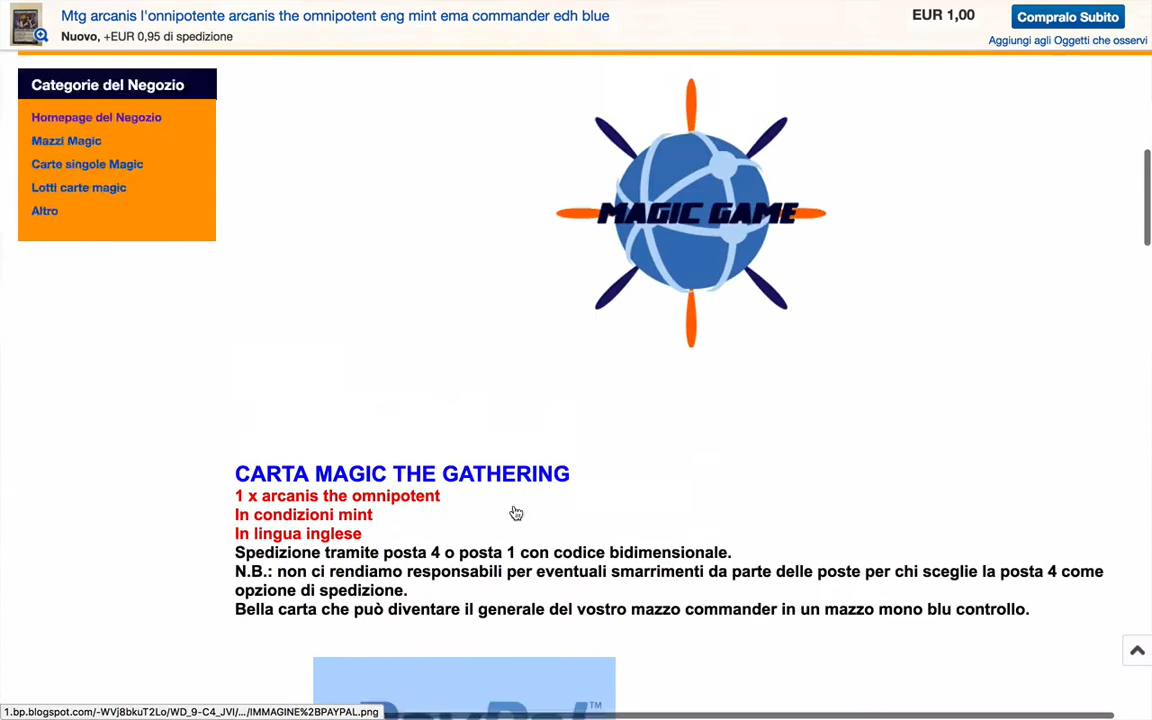 Mtg arcanis l'onnipotente arcanis the omnipotent eng mint ema commander edh blue
EUR 1,00
Compralo Subito
Nuovo, +EUR 0,95 di spedizione
Aggiungi agli Oggetti che osservi
Categorie del Negozio
Homepage del Negozio
Mazzi Magic
Carte singole Magic
Lotti carte magic
Altro
MAGIC GAME
CARTA MAGIC THE GATHERING
1 x arcanis the omnipotent
In condizioni mint
In lingua inglese
Spedizione tramite posta 4 o posta 1 con codice bidimensionale.
N.B.: non ci rendiamo responsabili per eventuali smarrimenti da parte delle poste per chi sceglie la posta 4 come
opzione di spedizione.
Bella carta che può diventare il generale del vostro mazzo commander in un mazzo mono blu controllo.
PayPal™
1.bp.blogspot.com/-WVj8bkuT2Lo/WD_9-C4_JVI/.../IMMAGINE%2BPAYPAL.png